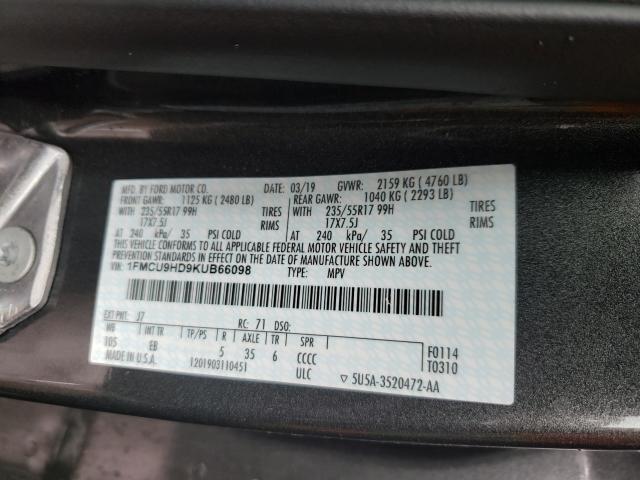 MFD. BY FORD MOTOR CO. 03/19 GVWR: 2159 KG ( 4760 LB)
FRONT GAWR: 1125 KG ( 2480 LB) REAR GAWR: 1040 KG ( 2293 LB)
WITH 235/55R17 99H TIRES WITH 235/55R17 99H TIRES
17X7.5J RIMS 17X7.5J RIMS
AT 240 kPa/ 35 PSI COLD AT 240 kPa/ 35 PSI COLD
THIS VEHICLE CONFORMS TO ALL APPLICABLE FEDERAL MOTOR VEHICLE SAFETY AND THEFT
PREVENTION STANDARDS IN EFFECT ON THE DATE OF MANUFACTURE SHOWN ABOVE.
VIN: 1FMCU9HD9KUB66098 TYPE: MPV
EXT PNT: J7 RC: 71 DSO:
WB INT TR TP/PS R AXLE TR SPR
105 EB 5 35 6 CCCC F0114
MADE IN U.S.A. 1201903110451 ULC T0310
▽ 5U5A-3520472-AA